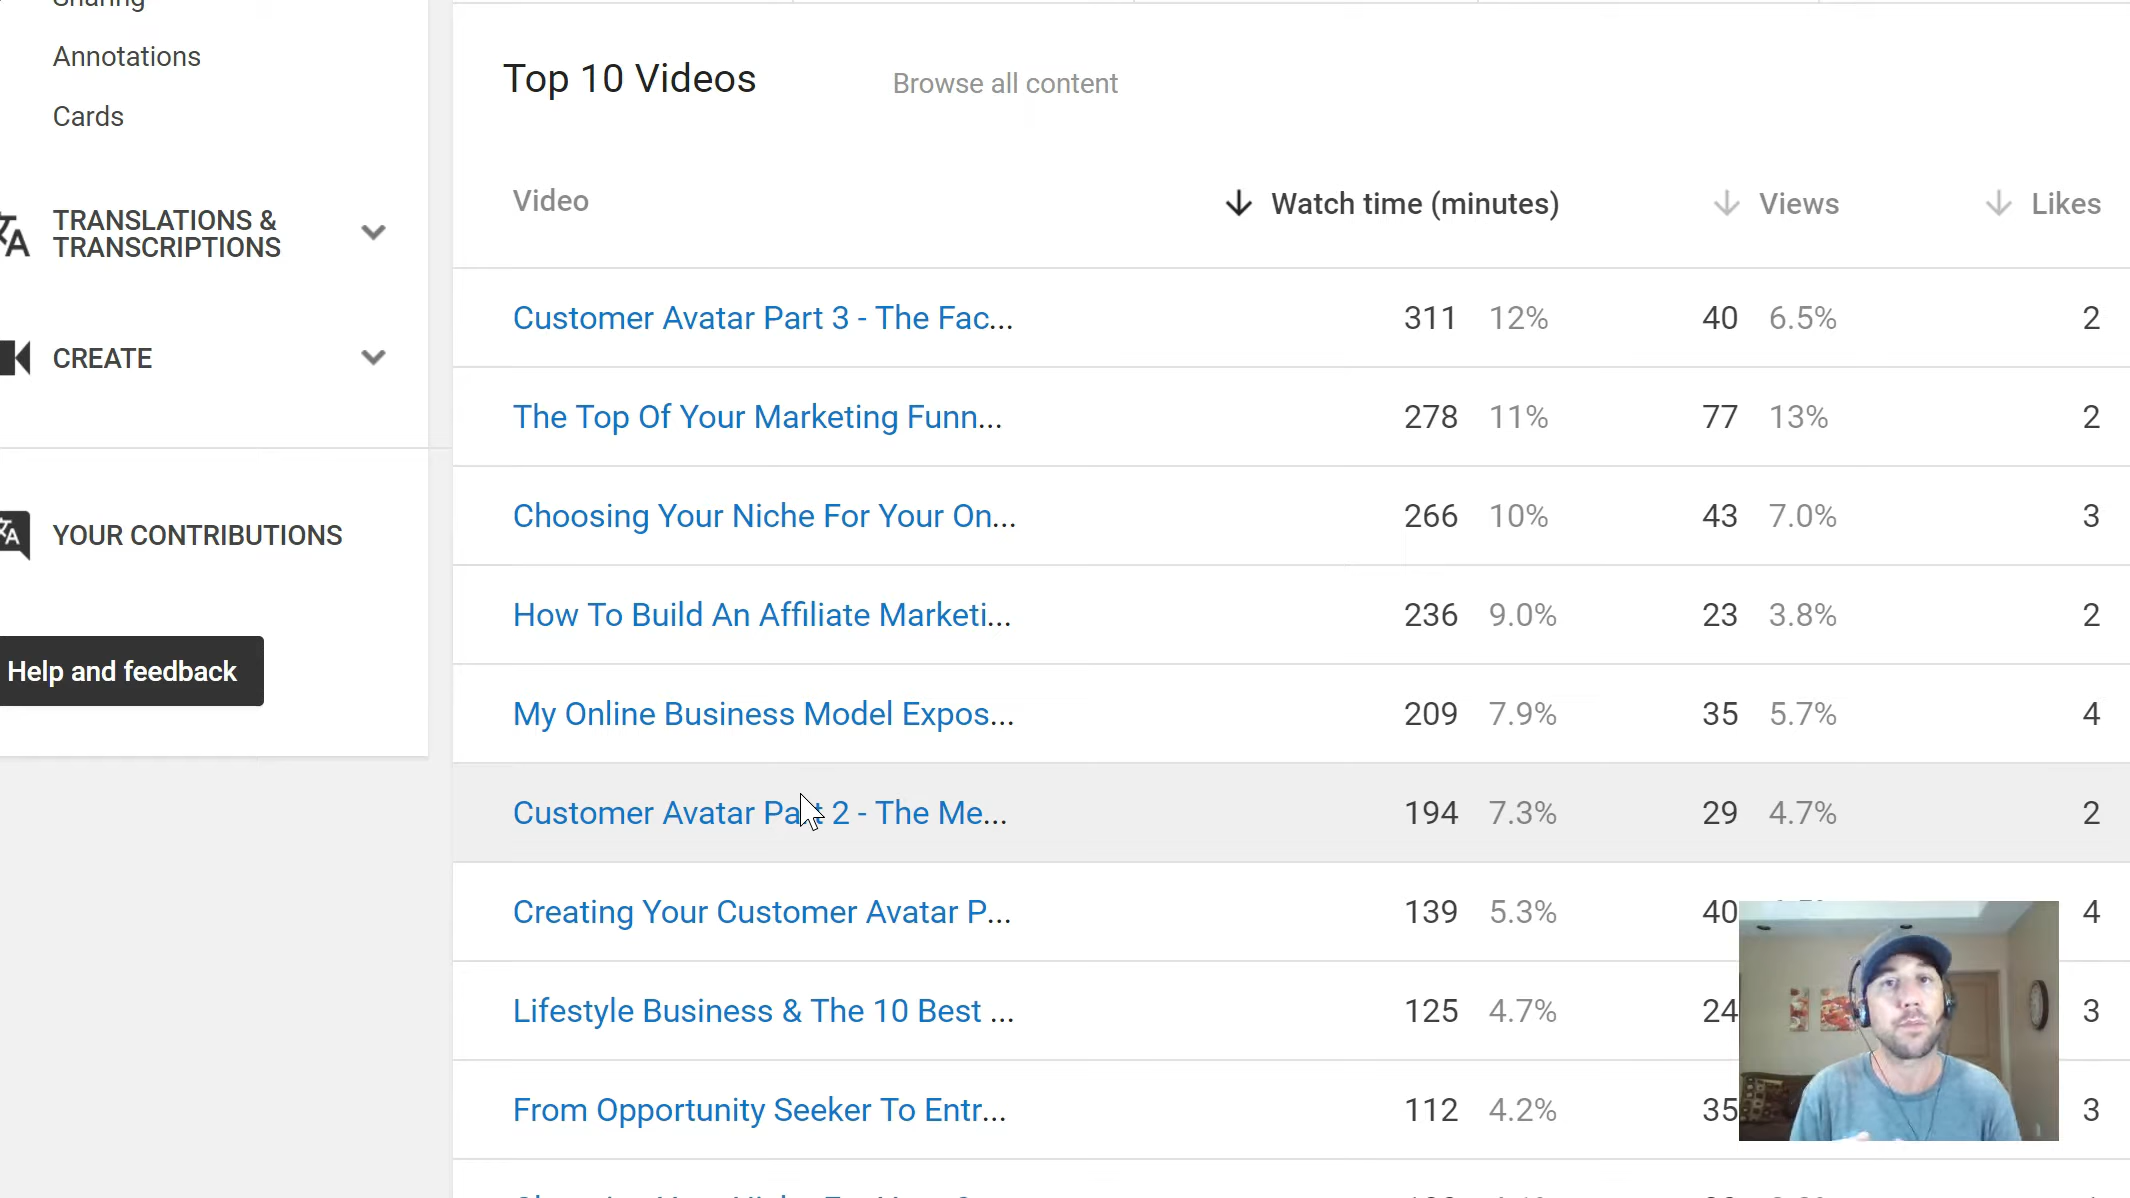 Sharing
Annotations
Cards
TRANSLATIONS &
TRANSCRIPTIONS
CREATE
YOUR CONTRIBUTIONS
Help and feedback
Top 10 Videos Browse all content
Video Watch time (minutes) Views Likes
Customer Avatar Part 3 - The Fac... 311 12% 40 6.5% 2
The Top Of Your Marketing Funn... 278 11% 77 13% 2
Choosing Your Niche For Your On... 266 10% 43 7.0% 3
How To Build An Affiliate Marketi... 236 9.0% 23 3.8% 2
My Online Business Model Expos... 209 7.9% 35 5.7% 4
Customer Avatar Part 2 - The Me... 194 7.3% 29 4.7% 2
Creating Your Customer Avatar P... 139 5.3% 40 4
Lifestyle Business & The 10 Best ... 125 4.7% 24 3
From Opportunity Seeker To Entr... 112 4.2% 35 3